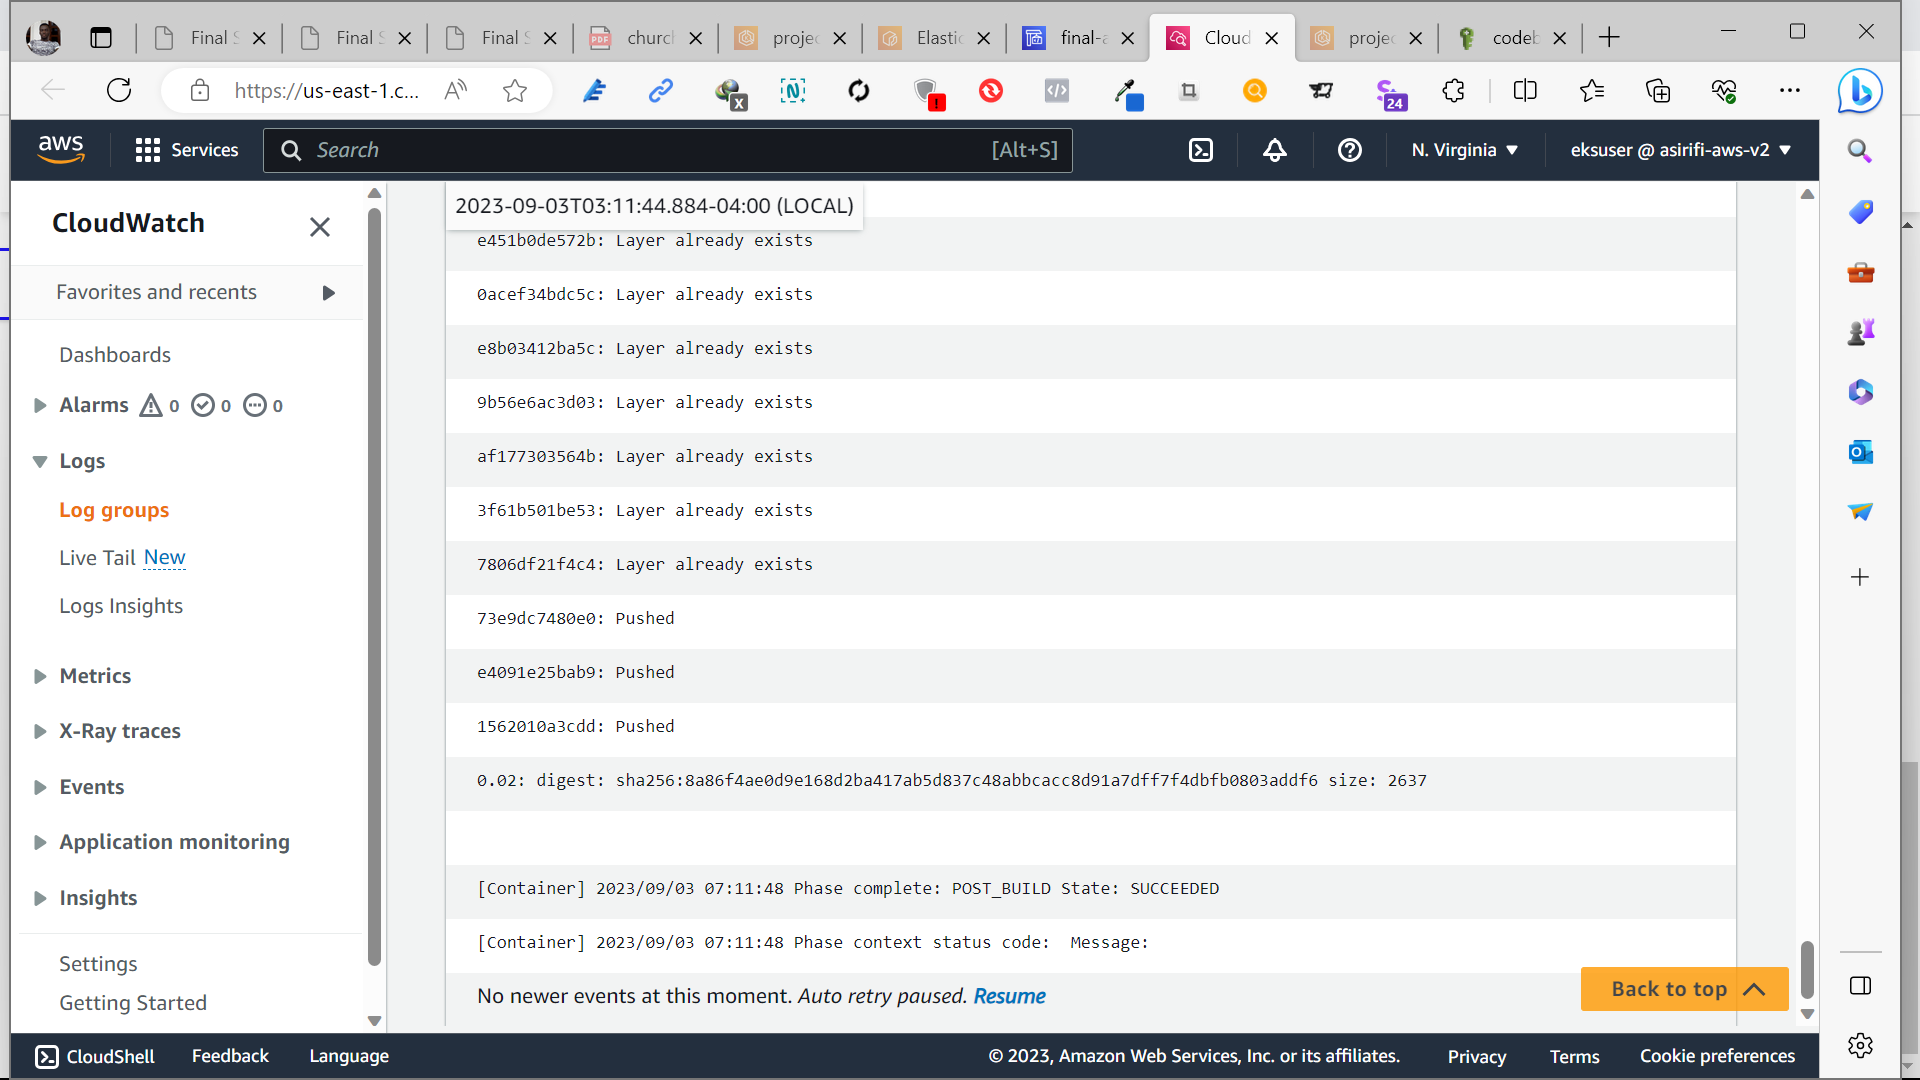 Final S
Final S
Final S
church
projec
Elastic
final-a
Cloud
projec
codeb
https://us-east-1.c...
24
aws
Services
Search
[Alt+S]
N. Virginia
eksuser @ asirifi-aws-v2
CloudWatch
Favorites and recents
Dashboards
Alarms 0 0 0
Logs
Log groups
Live Tail New
Logs Insights
Metrics
X-Ray traces
Events
Application monitoring
Insights
Settings
Getting Started
2023-09-03T03:11:44.884-04:00 (LOCAL)
e451b0de572b: Layer already exists
0acef34bdc5c: Layer already exists
e8b03412ba5c: Layer already exists
9b56e6ac3d03: Layer already exists
af177303564b: Layer already exists
3f61b501be53: Layer already exists
7806df21f4c4: Layer already exists
73e9dc7480e0: Pushed
e4091e25bab9: Pushed
1562010a3cdd: Pushed
0.02: digest: sha256:8a86f4ae0d9e168d2ba417ab5d837c48abbcacc8d91a7dff7f4dbfb0803addf6 size: 2637
[Container] 2023/09/03 07:11:48 Phase complete: POST_BUILD State: SUCCEEDED
[Container] 2023/09/03 07:11:48 Phase context status code:  Message:
No newer events at this moment. Auto retry paused. Resume
Back to top
CloudShell
Feedback
Language
© 2023, Amazon Web Services, Inc. or its affiliates.
Privacy
Terms
Cookie preferences